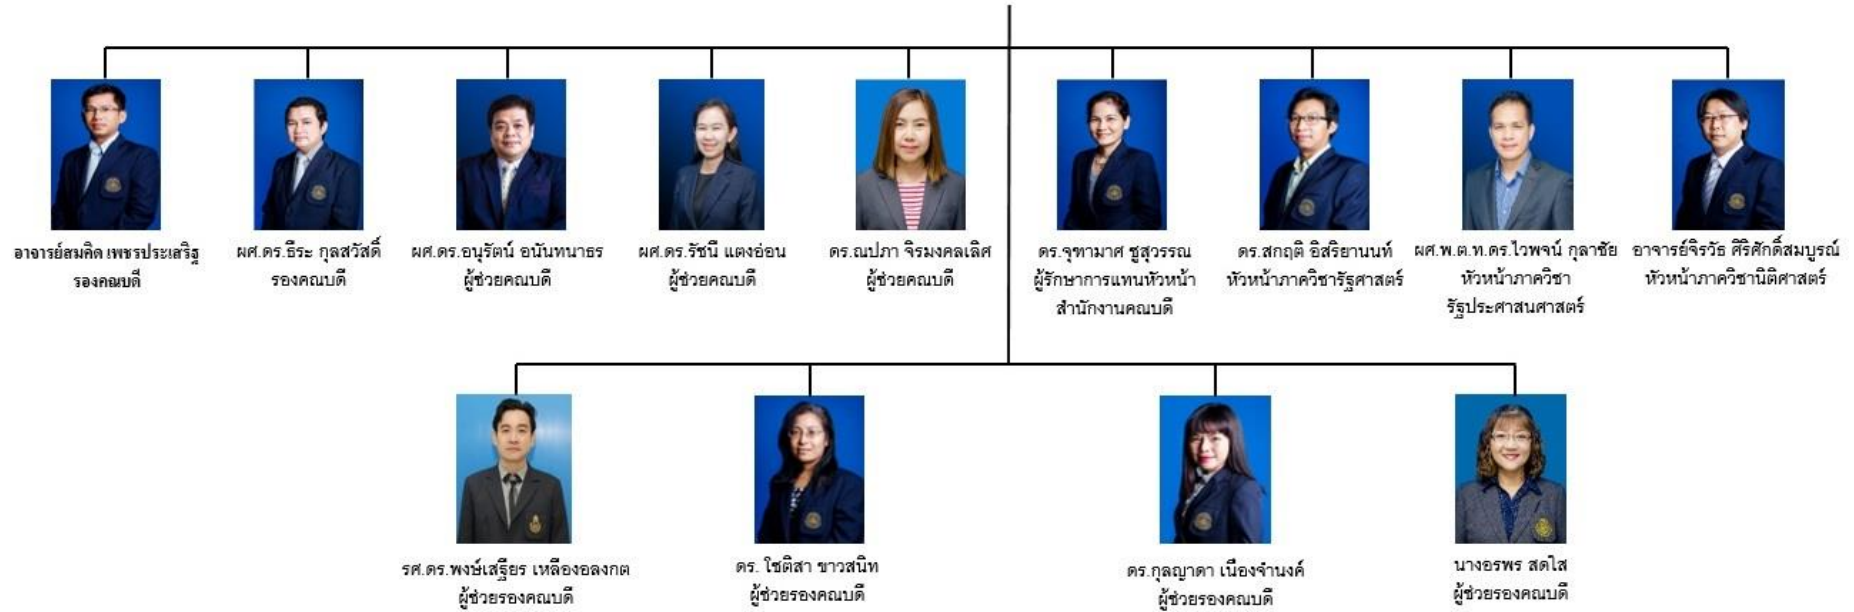 อาจารย์สมคิด เพชรประเสริฐ
รองคณบดี
ผศ.ดร.ธีระ กุลสวัสดิ์
รองคณบดี
ผศ.ดร.อนุรัตน์ อนันทนาธร
ผู้ช่วยคณบดี
ผศ.ดร.รัชนี แตงอ่อน
ผู้ช่วยคณบดี
ดร.ณปภา จิรมงคลเลิศ
ผู้ช่วยคณบดี
ดร.จุฑามาศ ชูสุวรรณ
ผู้รักษาการแทนหัวหน้า
สำนักงานคณบดี
ดร.สกฤติ อิสริยานนท์
หัวหน้าภาควิชารัฐศาสตร์
ผศ.พ.ต.ท.ดร.ไวพจน์ กุลาชัย
หัวหน้าภาควิชา
รัฐประศาสนศาสตร์
อาจารย์จิรวัธ ศิริศักดิ์สมบูรณ์
หัวหน้าภาควิชานิติศาสตร์
รศ.ดร.พงษ์เสฐียร เหลืองอลงกต
ผู้ช่วยรองคณบดี
ดร. โชติสา ขาวสนิท
ผู้ช่วยรองคณบดี
ดร.กุลญาดา เนื่องจำนงค์
ผู้ช่วยรองคณบดี
นางอรพร สดใส
ผู้ช่วยรองคณบดี